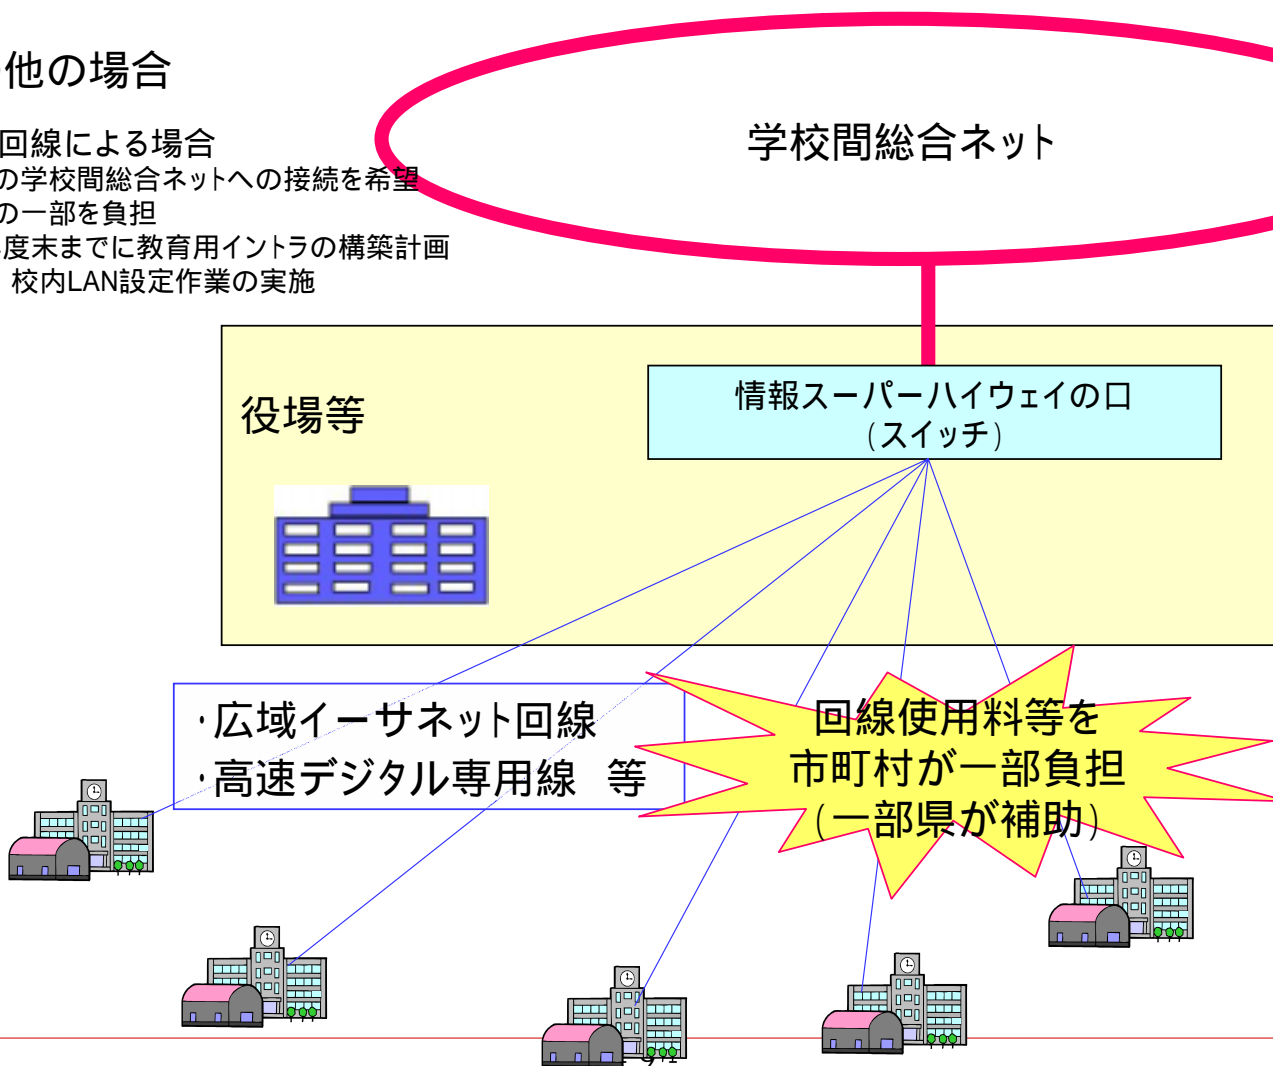 他の場合
回線による場合
の学校間総合ネットへの接続を希望
の一部を負担
度末までに教育用イントラの構築計画
校内LAN設定作業の実施
学校間総合ネット
役場等
情報スーパーハイウェイの口
(スイッチ)
・広域イーサネット回線
・高速デジタル専用線 等
回線使用料等を
市町村が一部負担
(一部県が補助)